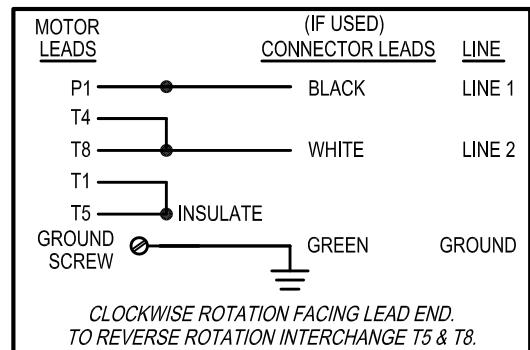 MOTOR LEADS (IF USED) CONNECTOR LEADS LINE
P1 BLACK LINE 1
T4
T8 WHITE LINE 2
T1
T5 INSULATE
GROUND SCREW GREEN GROUND
CLOCKWISE ROTATION FACING LEAD END.
TO REVERSE ROTATION INTERCHANGE T5 & T8.